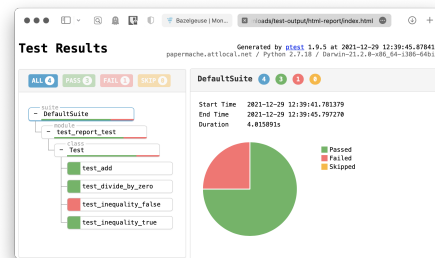 Bazelgeuse | Mon...
loads/test-output/html-report/index.html
Test Results
Generated by ptest 1.9.5 at 2021-12-29 12:39:45.87841
papermache.attlocal.net / Python 2.7.18 / Darwin-21.2.0-x86_64-i386-64bi
ALL 4 PASS 3 FAIL 1 SKIP 0
DefaultSuite 4 3 1 0
suite
DefaultSuite
module
test_report_test
class
Test
test_add
test_divide_by_zero
test_inequality_false
test_inequality_true
Start Time 2021-12-29 12:39:41.781379
End Time 2021-12-29 12:39:45.797270
Duration 4.015891s
Passed
Failed
Skipped